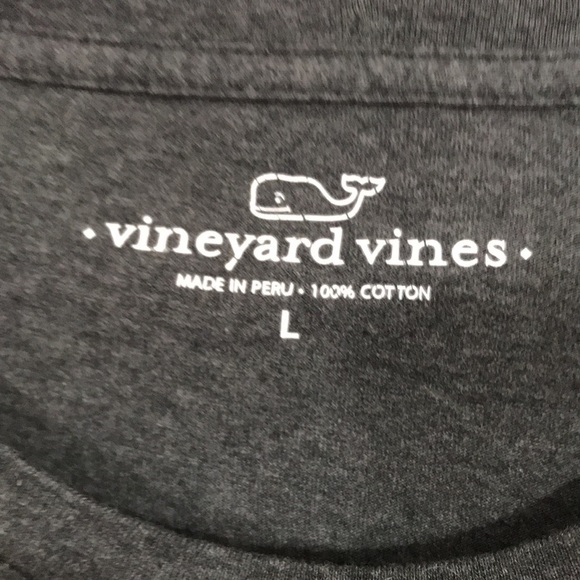 • vineyard vines •
MADE IN PERU • 100% COTTON
L